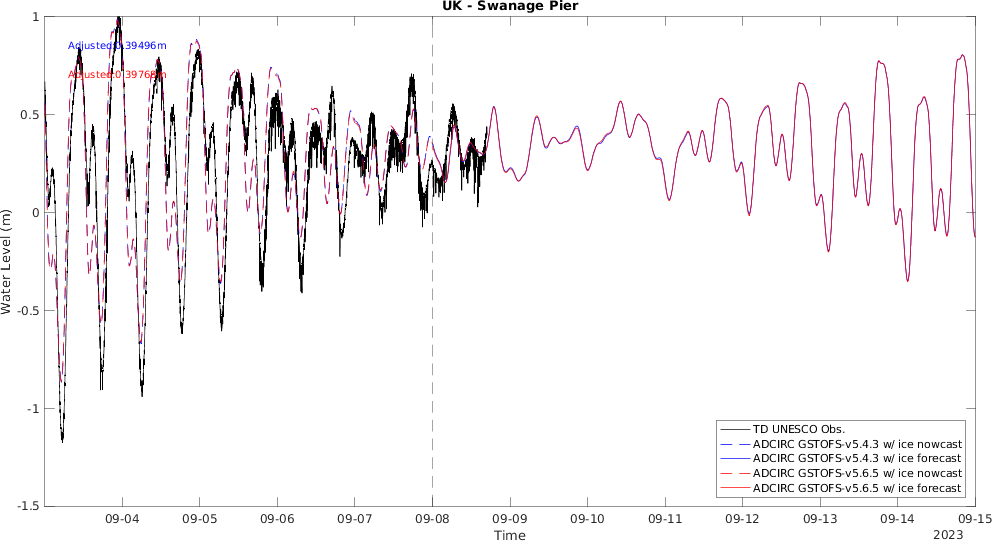 UK - Swanage Pier
Adjusted:0.39496m
Adjusted:0.39768m
Water Level (m)
1
0.5
0
-0.5
-1
-1.5
09-04
09-05
09-06
09-07
09-08
09-09
09-10
09-11
09-12
09-13
09-14
09-15
Time
2023
TD UNESCO Obs.
ADCIRC GSTOFS-v5.4.3 w/ ice nowcast
ADCIRC GSTOFS-v5.4.3 w/ ice forecast
ADCIRC GSTOFS-v5.6.5 w/ ice nowcast
ADCIRC GSTOFS-v5.6.5 w/ ice forecast